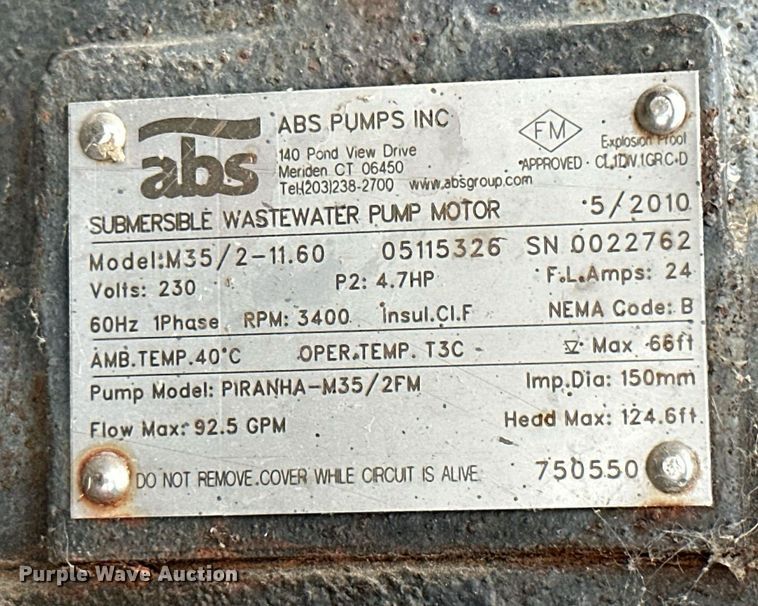 abs
ABS PUMPS INC
140 Pond View Drive
Meriden CT 06450
Tel:(203)238-2700 www.absgroup.com
FM
Explosion Proof
APPROVED · CL.1DIV.1GR C·D
SUBMERSIBLE WASTEWATER PUMP MOTOR 5/2010
Model:M35/2-11.60 05115326 SN 0022762
Volts: 230 P2: 4.7HP F.L.Amps: 24
60Hz 1Phase RPM: 3400 insul.Cl.F NEMA Code: B
AMB.TEMP.40°C OPER.TEMP. T3C Max 66ft
Pump Model: PIRANHA-M35/2FM Imp.Dia: 150mm
Flow Max: 92.5 GPM Head Max: 124.6ft.
DO NOT REMOVE COVER WHILE CIRCUIT IS ALIVE 750550
Purple Wave Auction